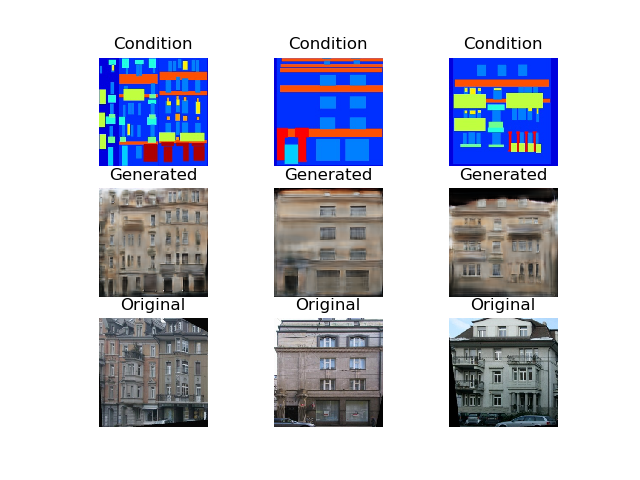 Condition Condition Condition
Generated Generated Generated
Original Original Original